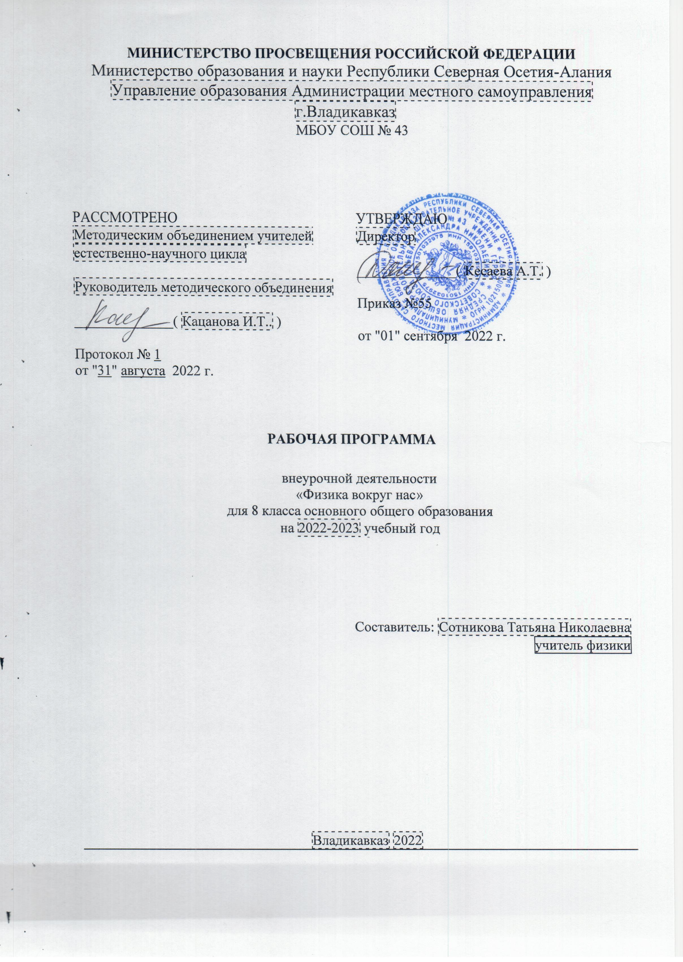 МИНИСТЕРСТВО ПРОСВЕЩЕНИЯ РОССИЙСКОЙ ФЕДЕРАЦИИ
Министерство образования и науки Республики Северная Осетия-Алания
Управление образования Администрации местного самоуправления
г.Владикавказ
МБОУ СОШ № 43
РАССМОТРЕНО
Методическим объединением учителей
естественно-научного цикла
Руководитель методического объединения
( Кацанова И.Т.. )
Протокол № 1
от "31" августа 2022 г.
УТВЕРЖДАЮ
Директор
( Кесаева А.Т. )
Приказ №55
от "01" сентября 2022 г.
РАБОЧАЯ ПРОГРАММА
внеурочной деятельности
«Физика вокруг нас»
для 8 класса основного общего образования
на 2022-2023 учебный год
Составитель: Сотникова Татьяна Николаевна
учитель физики
Владикавказ 2022